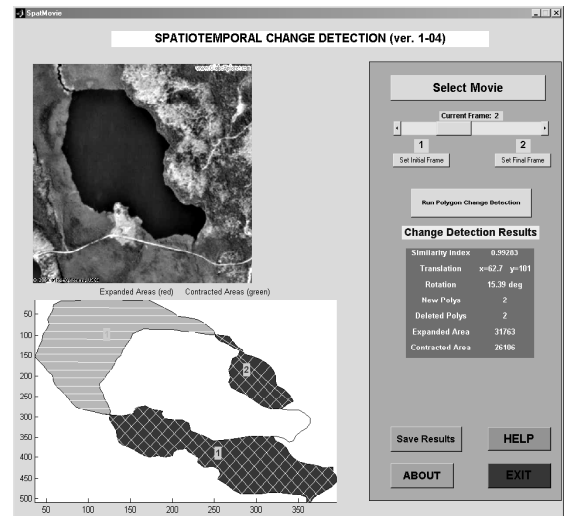 SpatMovie
SPATIOTEMPORAL CHANGE DETECTION (ver. 1-04)
Select Movie
Current Frame: 2
1 2
Set Initial Frame Set Final Frame
Run Polygon Change Detection
Change Detection Results
Similarity Index 0.99283
Translation x=62.7 y=101
Rotation 15.39 deg
New Polys 2
Deleted Polys 2
Expanded Area 31763
Contracted Area 26106
Expanded Areas (red) Contracted Areas (green)
50
100
150
200
250
300
350
400
450
500
50 100 150 200 250 300 350
1
2
1
Save Results HELP
ABOUT EXIT